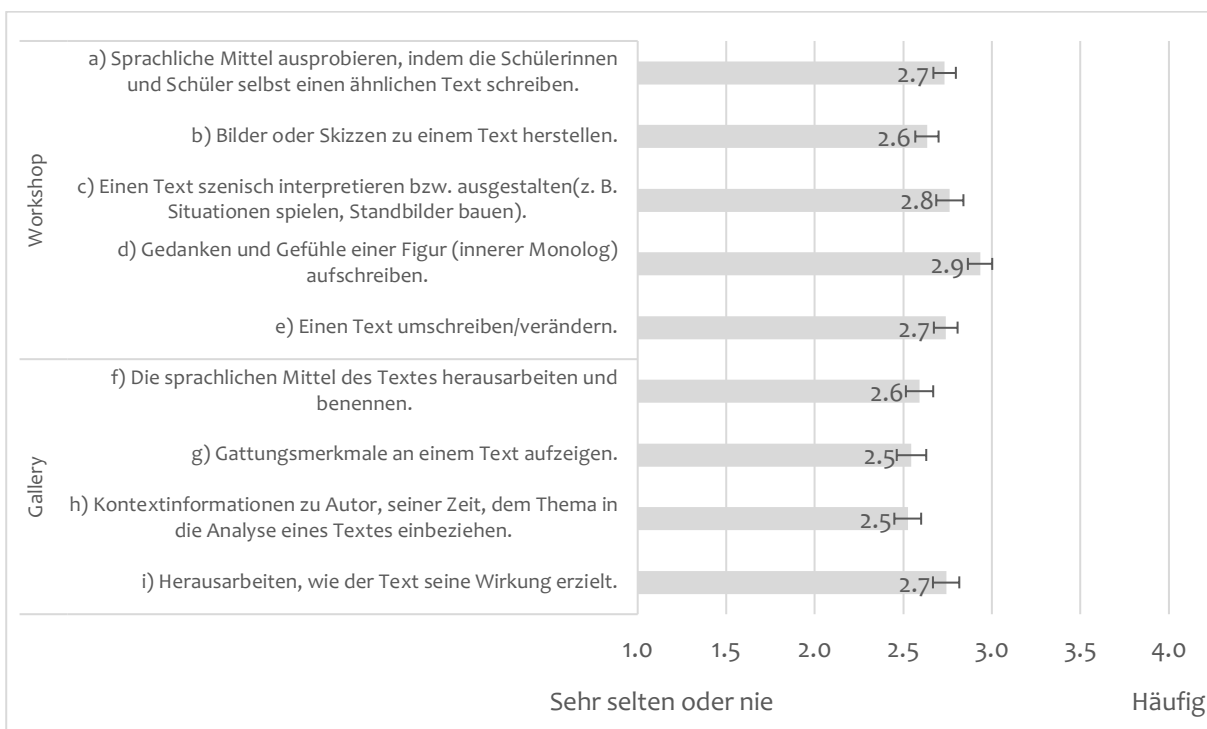 Workshop
a) Sprachliche Mittel ausprobieren, indem die Schülerinnen
und Schüler selbst einen ähnlichen Text schreiben.
2.7
b) Bilder oder Skizzen zu einem Text herstellen.
2.6
c) Einen Text szenisch interpretieren bzw. ausgestalten(z. B.
Situationen spielen, Standbilder bauen).
2.8
d) Gedanken und Gefühle einer Figur (innerer Monolog)
aufschreiben.
2.9
e) Einen Text umschreiben/verändern.
2.7
Gallery
f) Die sprachlichen Mittel des Textes herausarbeiten und
benennen.
2.6
g) Gattungsmerkmale an einem Text aufzeigen.
2.5
h) Kontextinformationen zu Autor, seiner Zeit, dem Thema in
die Analyse eines Textes einbeziehen.
2.5
i) Herausarbeiten, wie der Text seine Wirkung erzielt.
2.7
1.0 1.5 2.0 2.5 3.0 3.5 4.0
Sehr selten oder nie Häufig